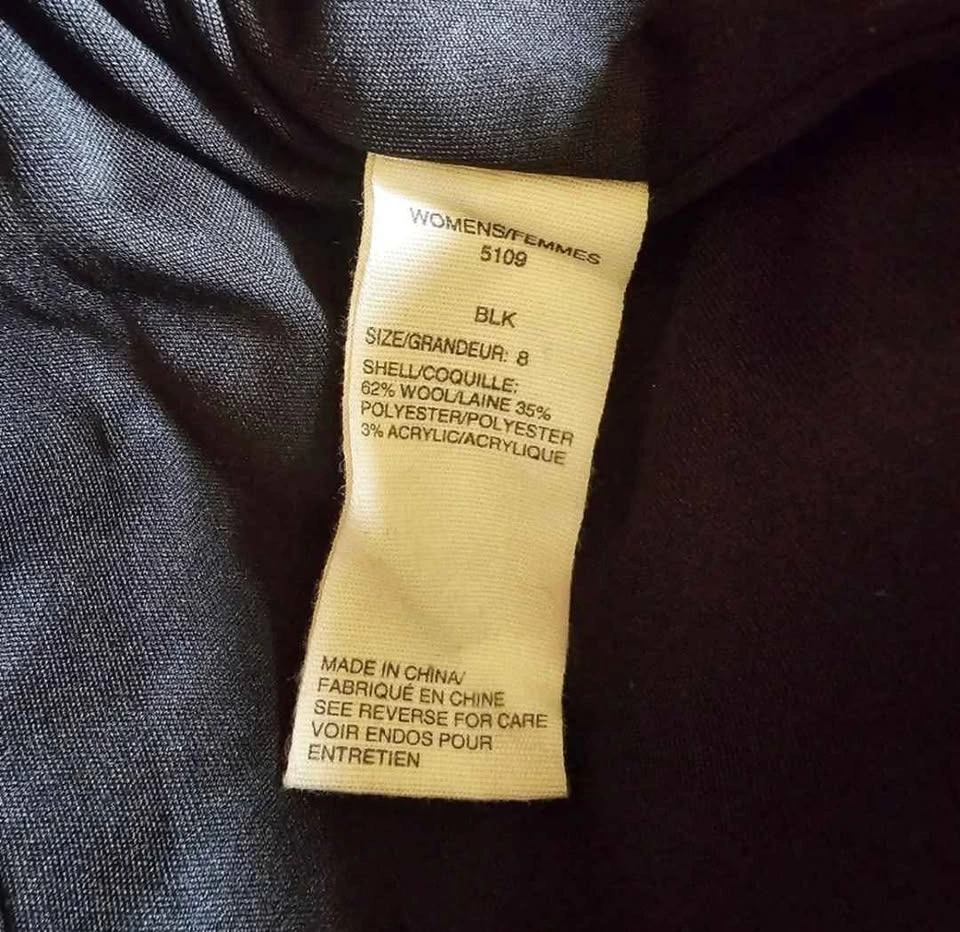 WOMENS/FEMMES
5109
BLK
SIZE/GRANDEUR: 8
SHELL/COQUILLE:
62% WOOL/LAINE 35%
POLYESTER/POLYESTER
3% ACRYLIC/ACRYLIQUE
MADE IN CHINA/
FABRIQUÉ EN CHINE
SEE REVERSE FOR CARE
VOIR ENDOS POUR
ENTRETIEN